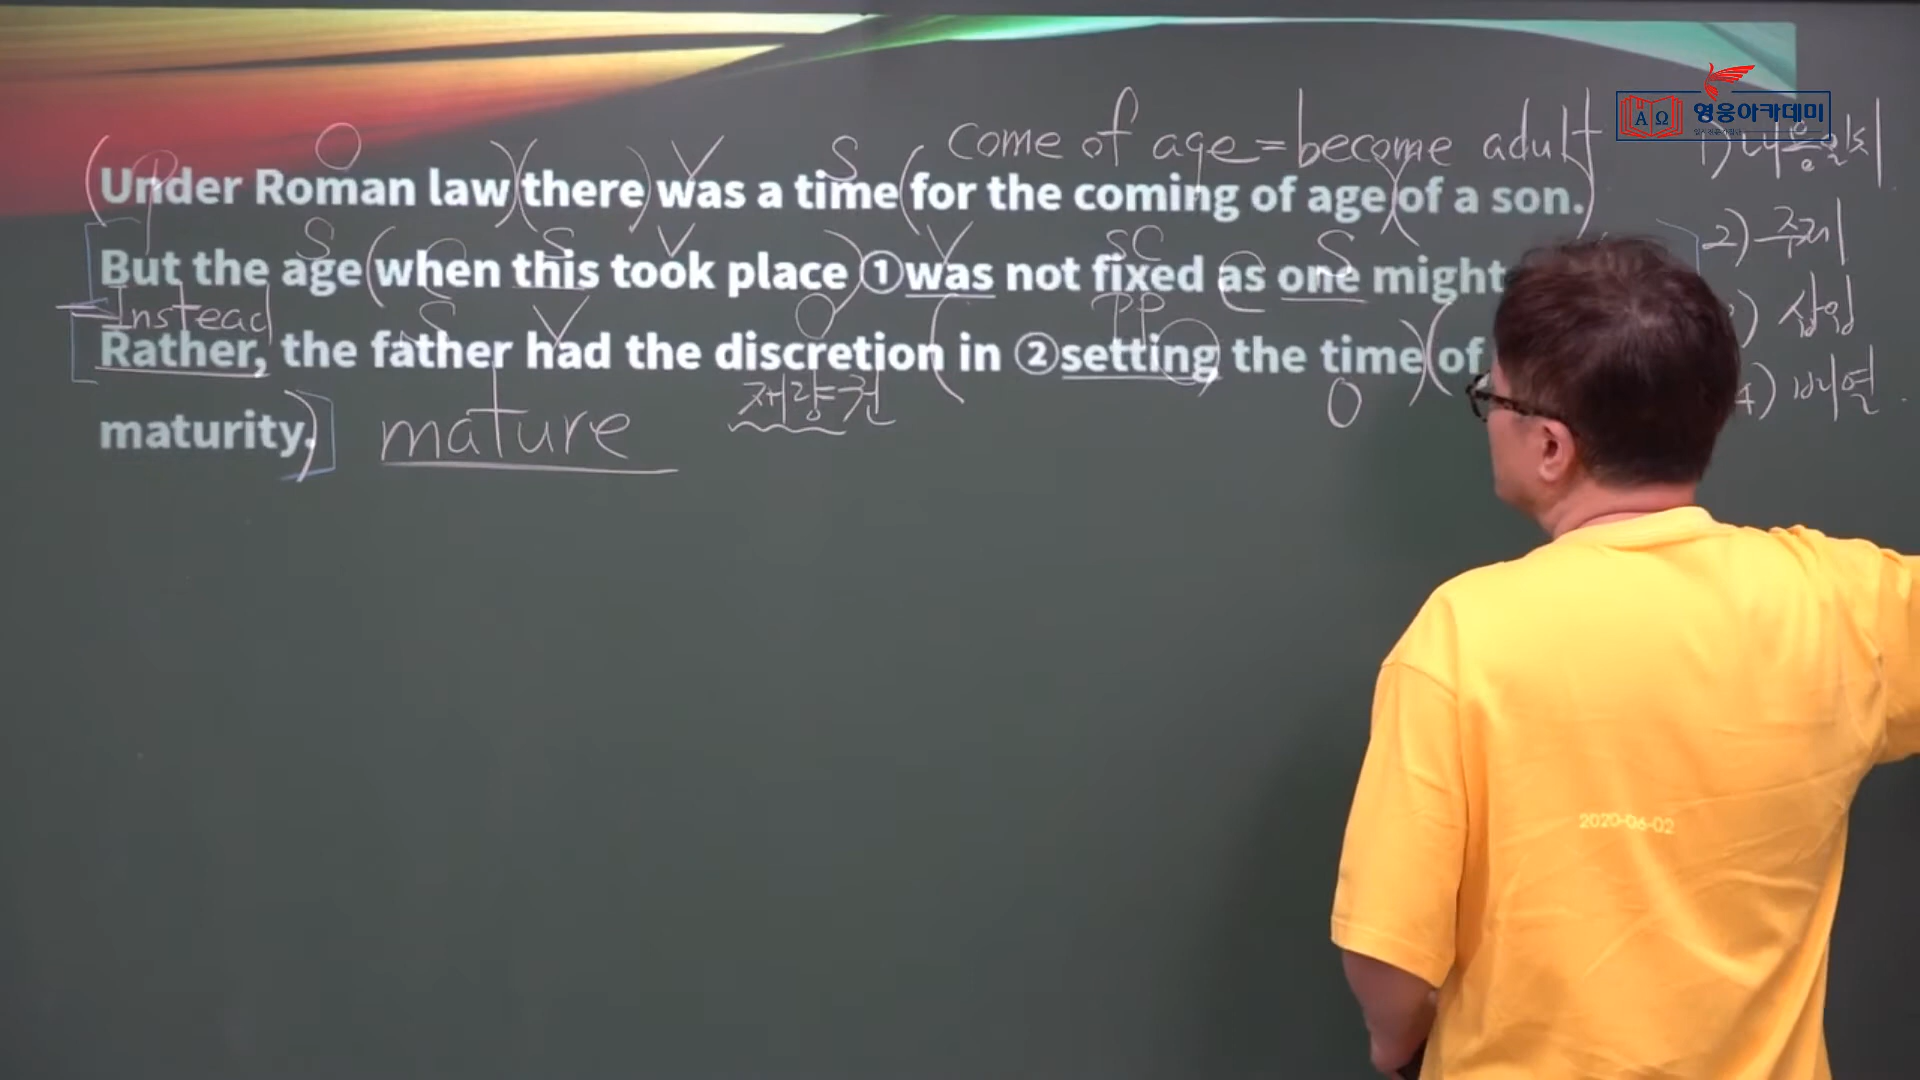 come of age = become adult
영웅아카데미
Under Roman law there was a time for the coming of age of a son.
1) 내용일치
But the age when this took place ①was not fixed as one might
2) 주제
Instead
Rather, the father had the discretion in ②setting the time of
maturity.
mature
재량권
O
P O V S
S C S V V SC C S
S V O PP
3) 삽입
4) 배열
2020-06-02